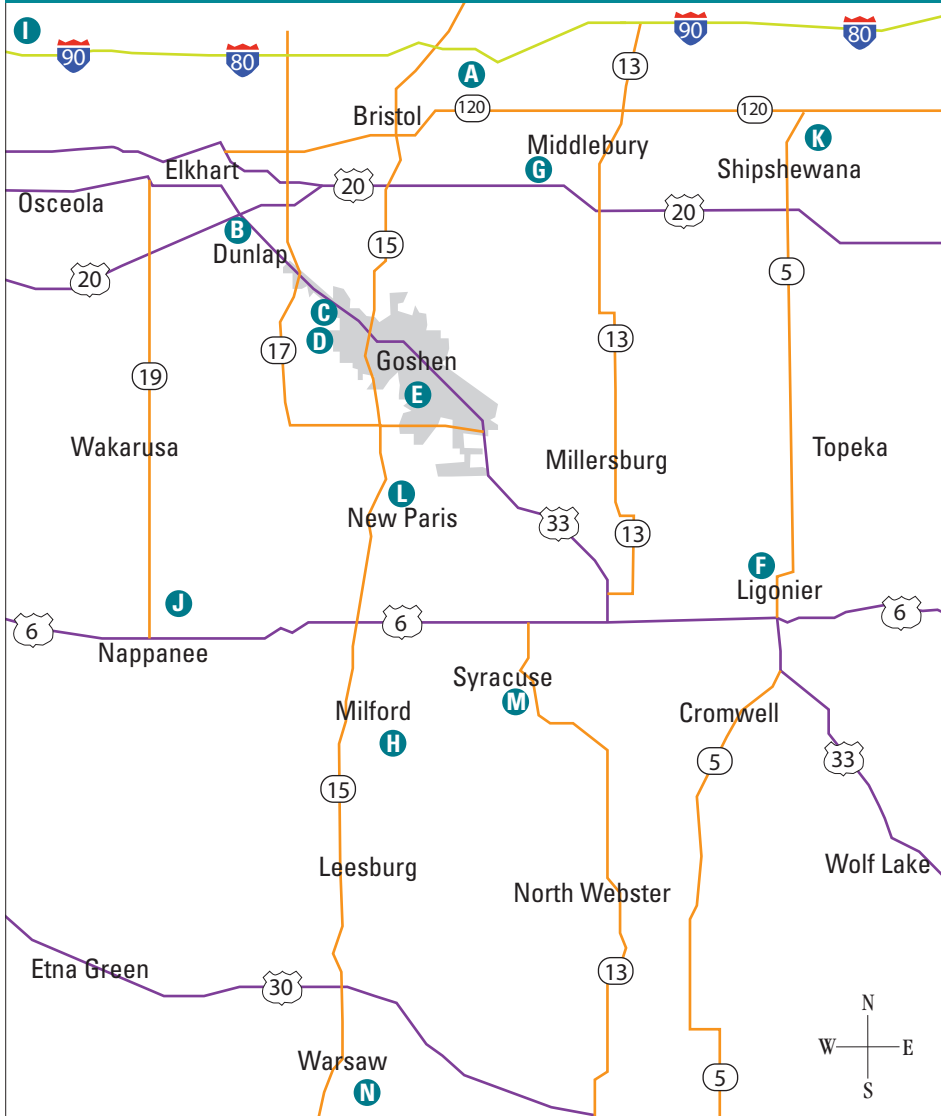 I
90
80
90
80
13
A
120
120
Bristol
Middlebury
K
Elkhart
G
Shipshewana
20
Osceola
20
B
15
Dunlap
20
5
C
13
D
17
Goshen
19
E
Wakarusa
Millersburg
Topeka
L
New Paris
33
13
F
Ligonier
J
6
6
6
Nappanee
Syracuse
M
Milford
Cromwell
H
5
33
15
Leesburg
Wolf Lake
North Webster
Etna Green
13
30
N
W E
S
Warsaw
5
N